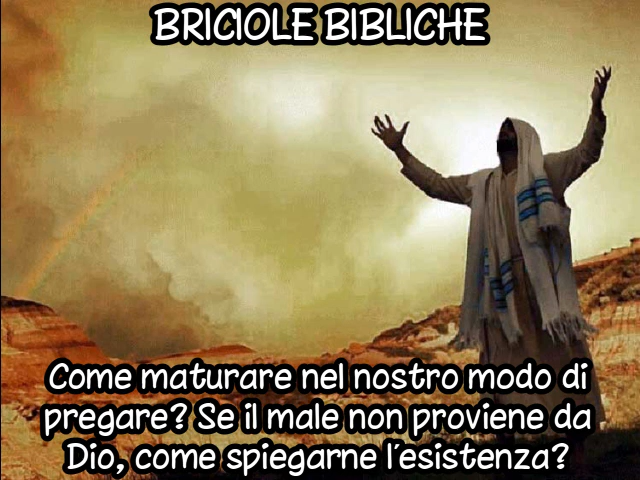 BRICIOLE BIBLICHE
Come maturare nel nostro modo di
pregare? Se il male non proviene da
Dio, come spiegarne l'esistenza?